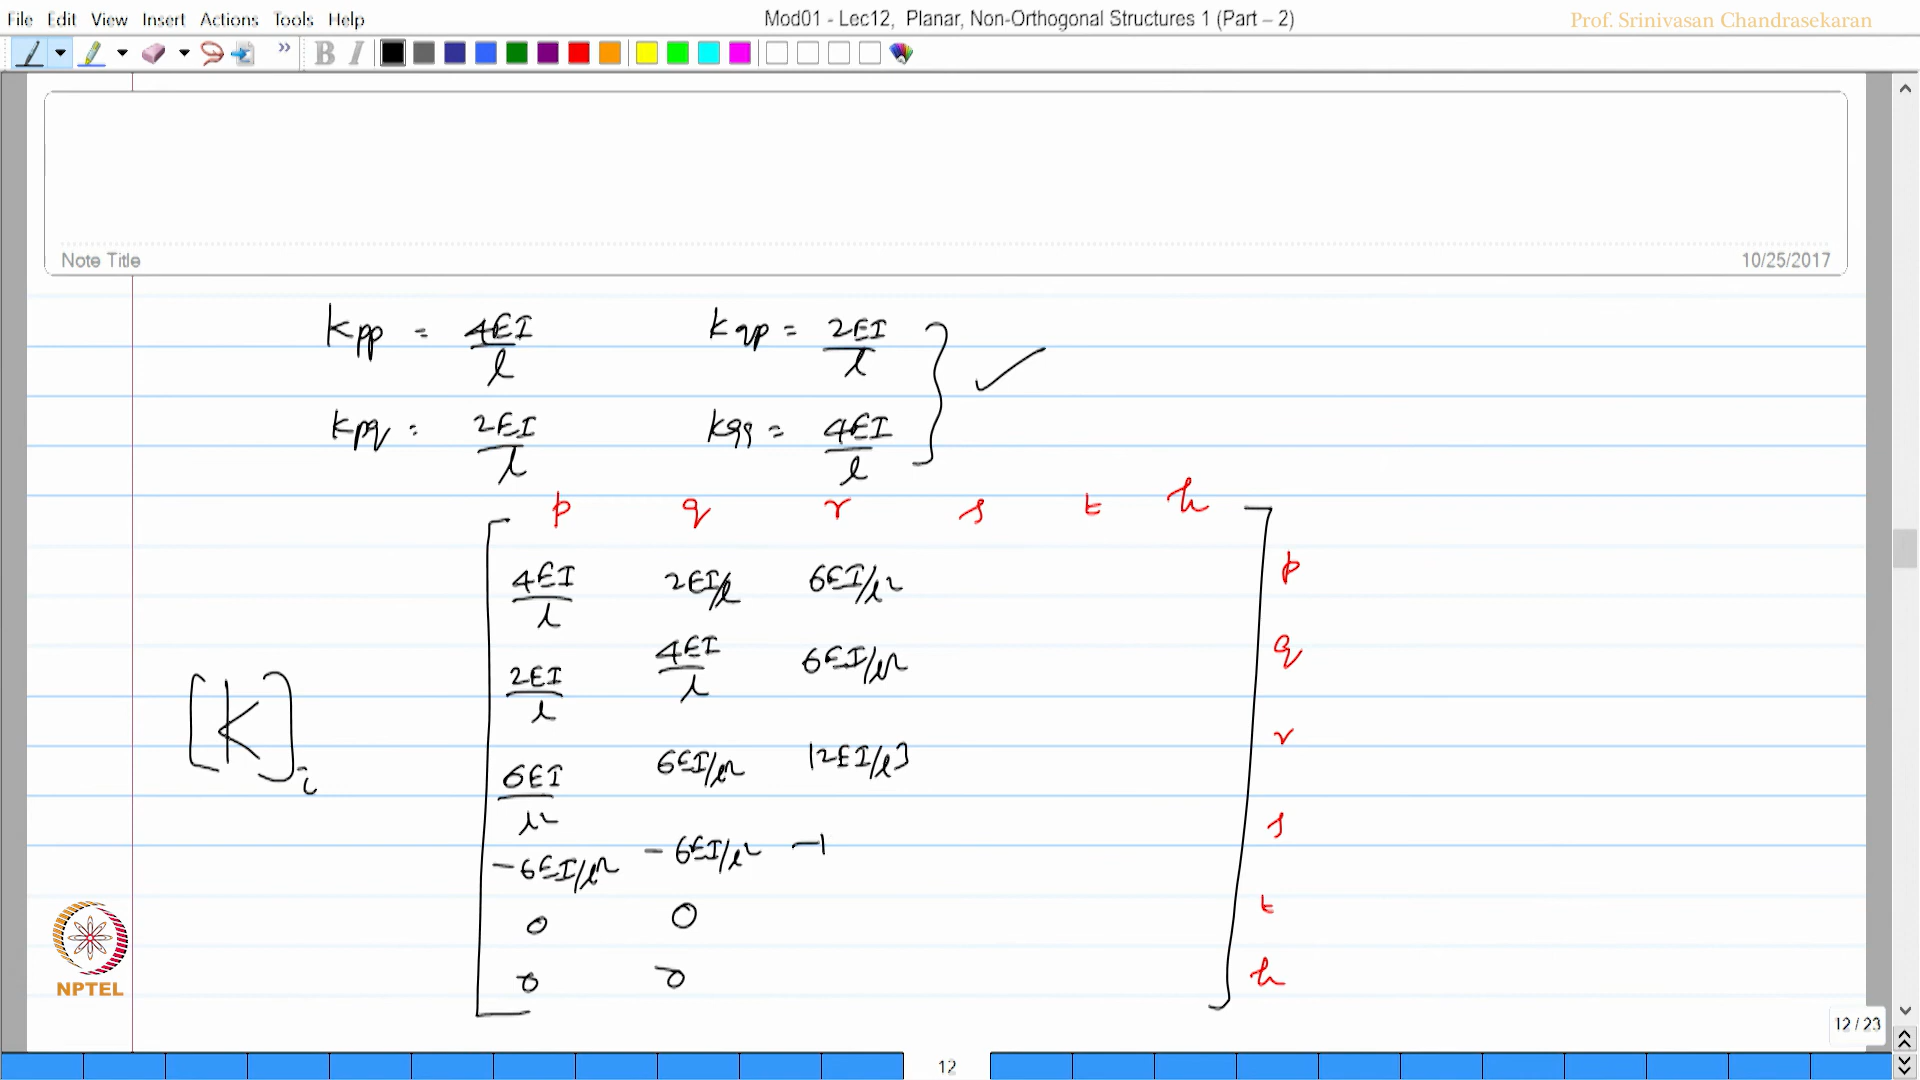 File Edit View Insert Actions Tools Help
Mod01 - Lec12, Planar, Non-Orthogonal Structures 1 (Part – 2)
Prof. Srinivasan Chandrasekaran
B I
Note Title
10/25/2017
Kpp = 4EI/l Kqp = 2EI/l
Kpq = 2EI/l Kqq = 4EI/l
p q r s t h
4EI/l 2EI/l 6EI/l² p
2EI/l 4EI/l 6EI/l² q
[K]i
6EI/l² 6EI/l² 12EI/l3 r
-6EI/l² -6EI/l² -1 s
0 0 t
0 0 h
NPTEL
12 / 23
12